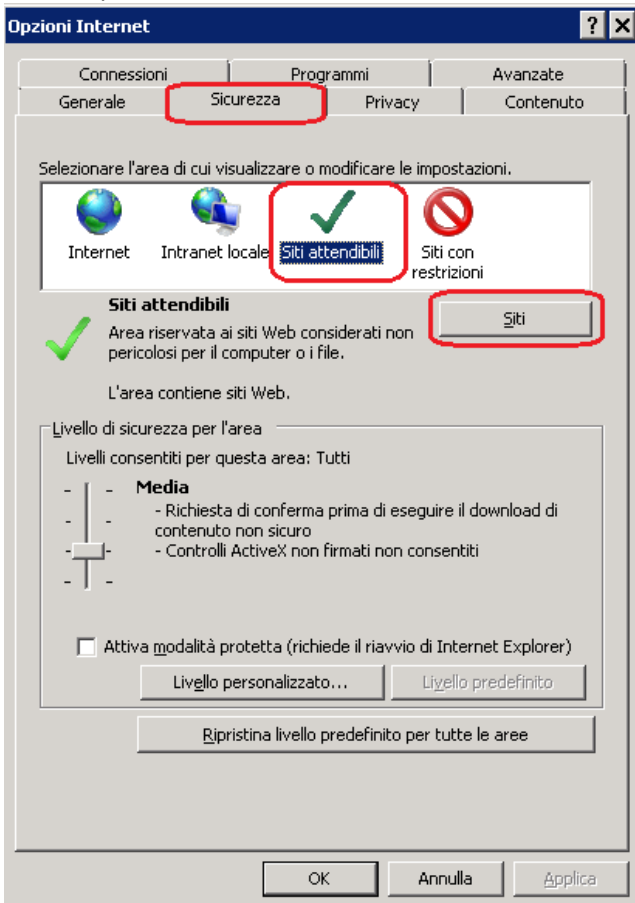 Opzioni Internet
Connessioni Programmi Avanzate
Generale Sicurezza Privacy Contenuto
Selezionare l'area di cui visualizzare o modificare le impostazioni.
Internet Intranet locale Siti attendibili Siti con restrizioni
Siti attendibili
Siti
Area riservata ai siti Web considerati non
pericolosi per il computer o i file.
L'area contiene siti Web.
Livello di sicurezza per l'area
Livelli consentiti per questa area: Tutti
Media
- Richiesta di conferma prima di eseguire il download di
contenuto non sicuro
- Controlli ActiveX non firmati non consentiti
Attiva modalità protetta (richiede il riavvio di Internet Explorer)
Livello personalizzato... Livello predefinito
Ripristina livello predefinito per tutte le aree
OK Annulla Applica